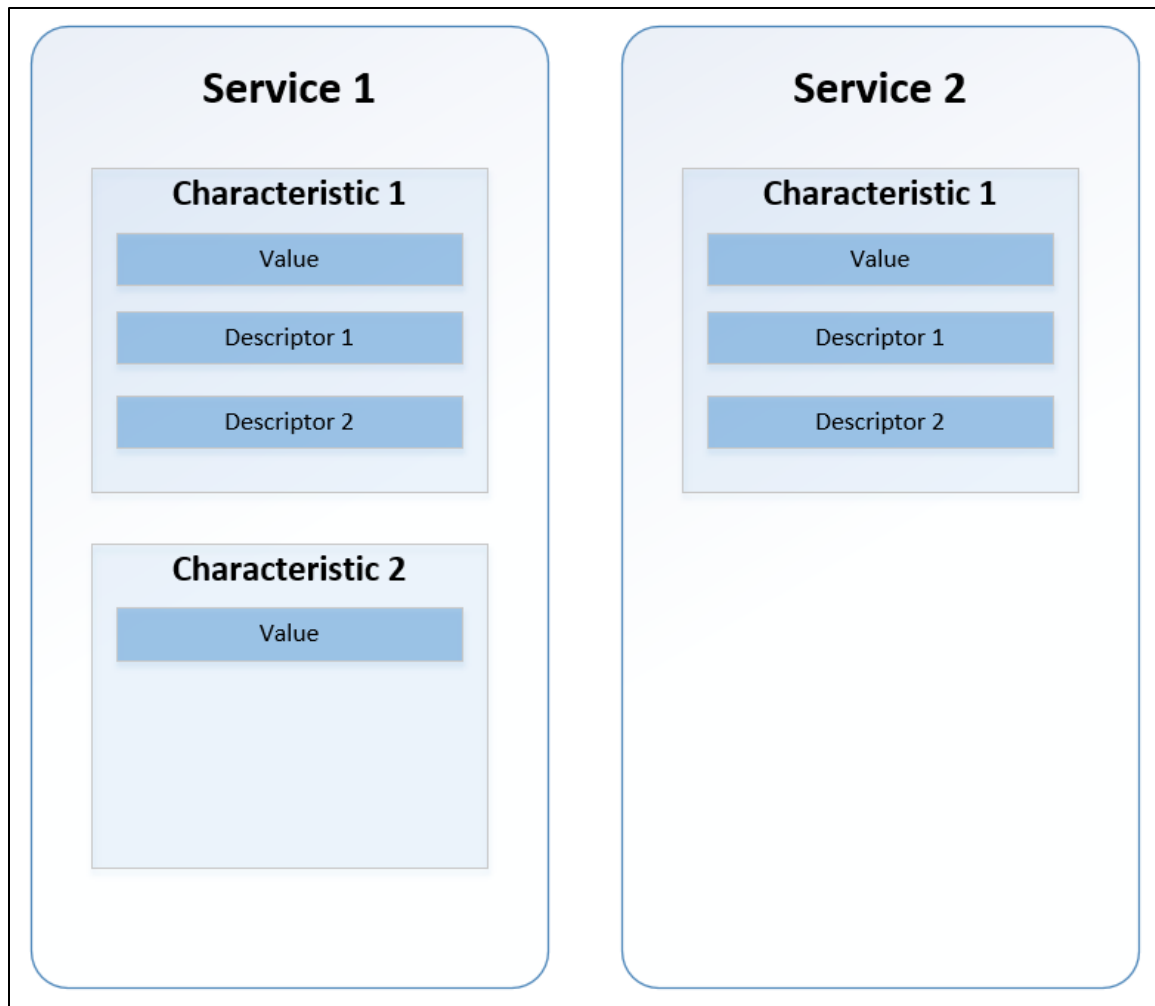 Service 1
Characteristic 1
Value
Descriptor 1
Descriptor 2
Characteristic 2
Value
Service 2
Characteristic 1
Value
Descriptor 1
Descriptor 2